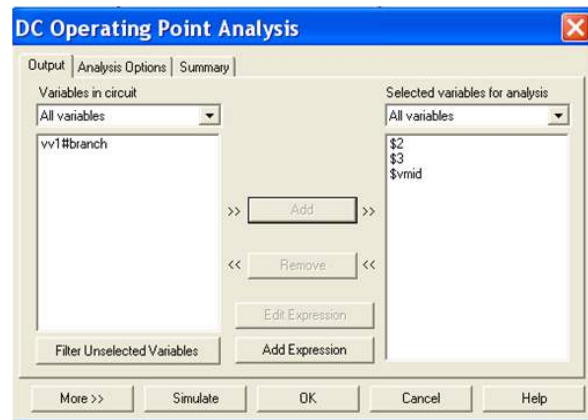 DC Operating Point Analysis
Output Analysis Options Summary
Variables in circuit
All variables
vv1#branch
Selected variables for analysis
All variables
$2
$3
$vmid
>> Add >>
<< Remove <<
Edit Expression
Filter Unselected Variables
Add Expression
More >> Simulate OK Cancel Help